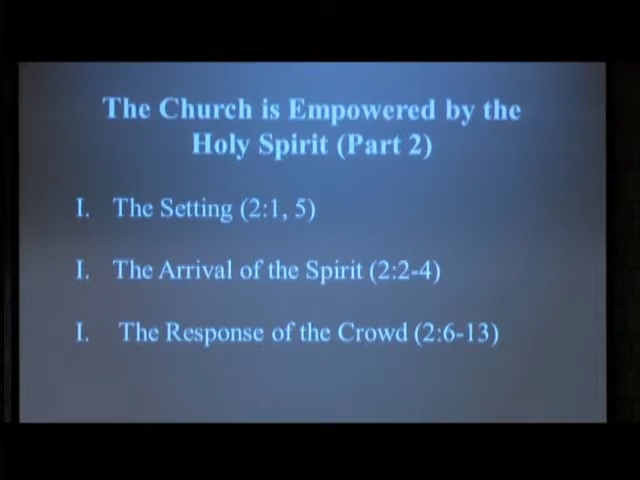 The Church is Empowered by the
Holy Spirit (Part 2)
I. The Setting (2:1, 5)
I. The Arrival of the Spirit (2:2-4)
I. The Response of the Crowd (2:6-13)